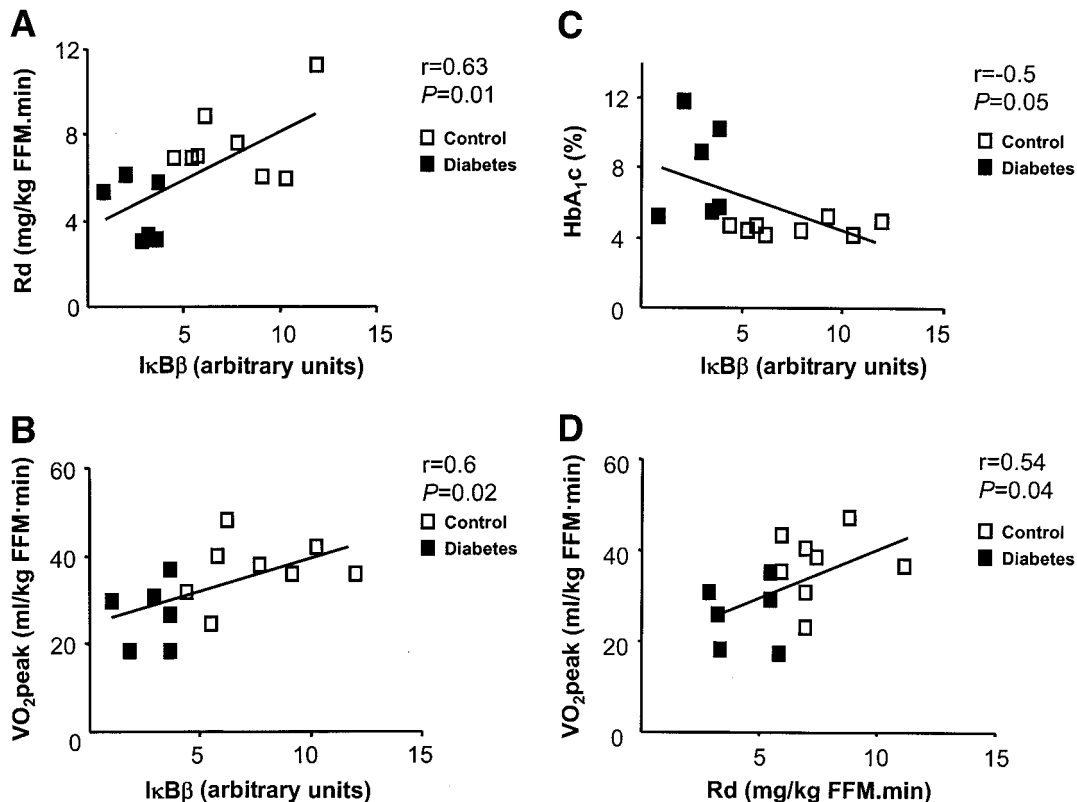 A
Rd (mg/kg FFM.min)
12
8
4
0
5
10
15
IκBβ (arbitrary units)
r=0.63
P=0.01
Control
Diabetes
C
HbA1c (%)
12
8
4
0
5
10
15
IκBβ (arbitrary units)
r=-0.5
P=0.05
Control
Diabetes
B
VO2peak (ml/kg FFM·min)
60
40
20
0
5
10
15
IκBβ (arbitrary units)
r=0.6
P=0.02
Control
Diabetes
D
VO2peak (ml/kg FFM·min)
60
40
20
0
5
10
15
Rd (mg/kg FFM.min)
r=0.54
P=0.04
Control
Diabetes